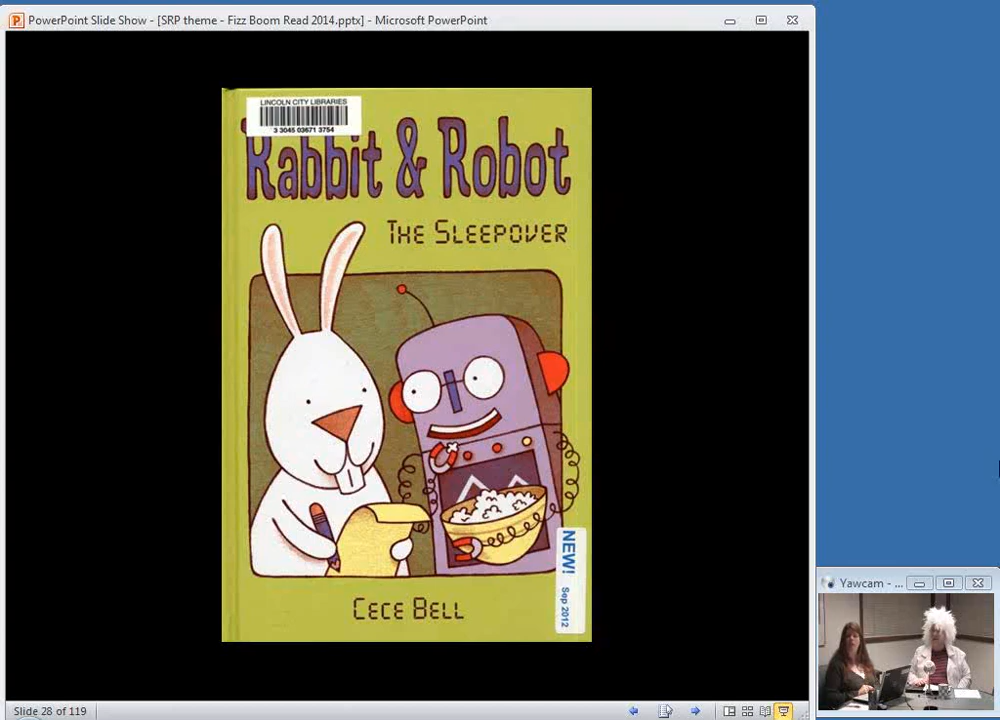 PowerPoint Slide Show - [SRP theme - Fizz Boom Read 2014.pptx] - Microsoft PowerPoint
LINCOLN CITY LIBRARIES
3 3045 03671 3754
Rabbit & Robot
THE SLEEPOVER
NEW!
Sep 2012
CECE BELL
Yawcam - ...
Slide 28 of 119